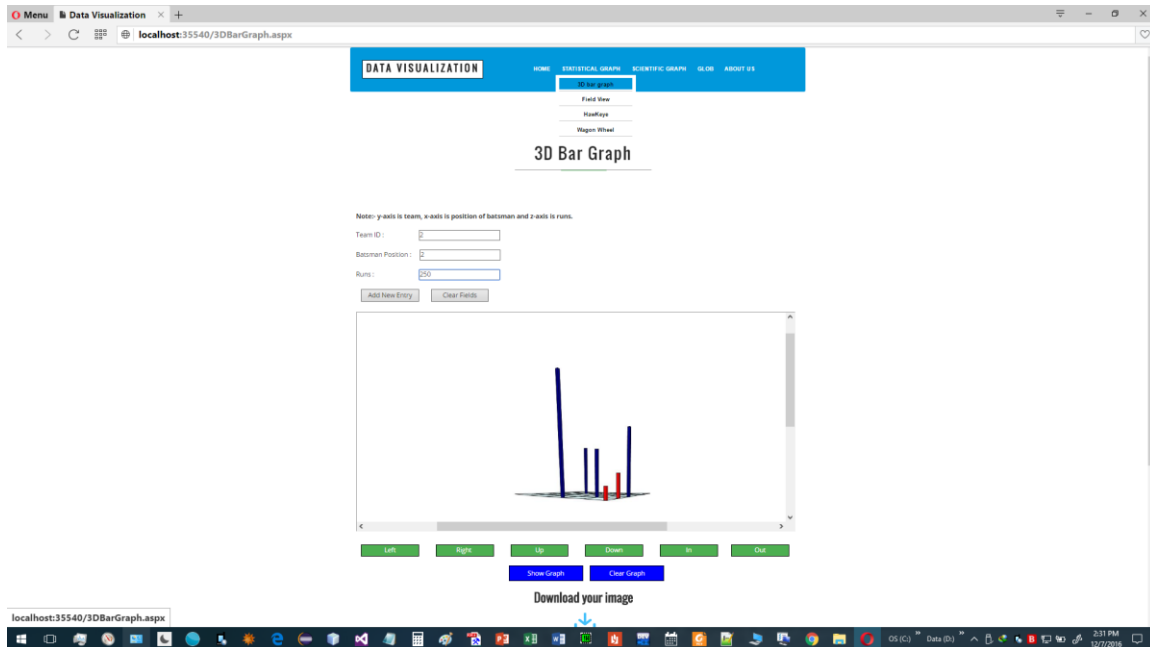 Menu
Data Visualization × +
localhost:35540/3DBarGraph.aspx
DATA VISUALIZATION
HOME STATISTICAL GRAPH SCIENTIFIC GRAPH GLOB ABOUT US
3D bar graph
Field View
HawKeye
Wagon Wheel
3D Bar Graph
Note:- y-axis is team, x-axis is position of batsman and z-axis is runs.
Team ID : 2
Batsman Position : 2
Runs : 250
Add New Entry Clear Fields
Left Right Up Down In Out
Show Graph Clear Graph
Download your image
localhost:35540/3DBarGraph.aspx
OS (C:) Data (D:) 2:31 PM
12/7/2016